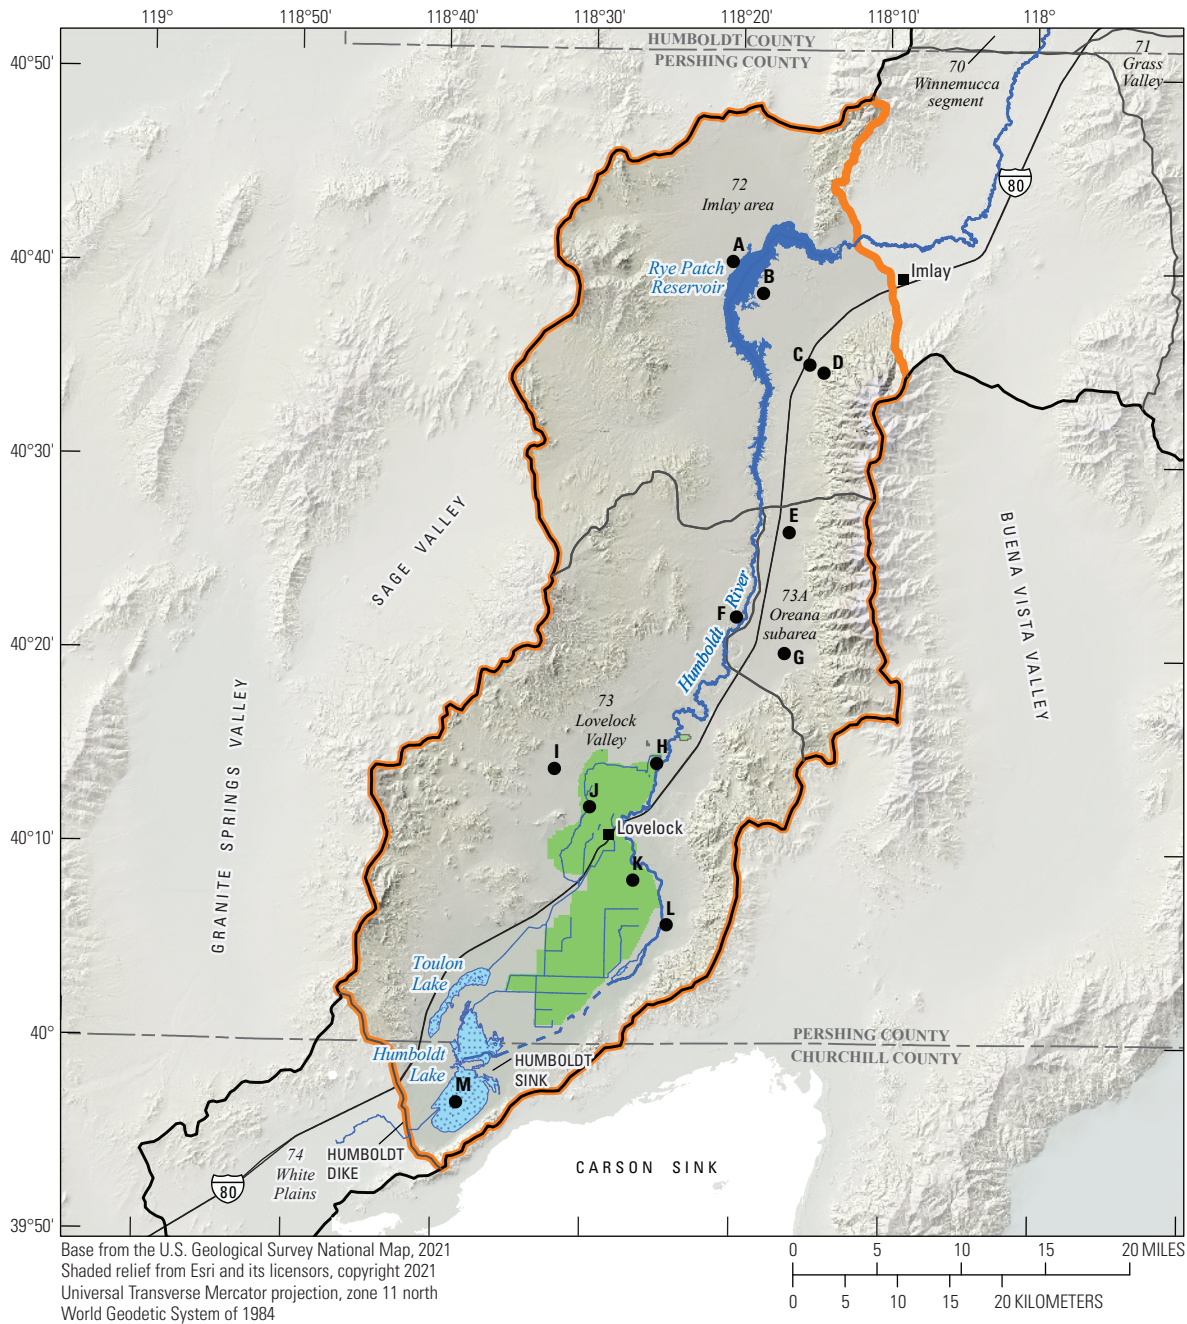 119°
118°50'
118°40'
118°30'
118°20'
118°10'
118°
40°50'
40°40'
40°30'
40°20'
40°10'
40°
39°50'
HUMBOLDT COUNTY
PERSHING COUNTY
70
Winnemucca
segment
71
Grass
Valley
80
72
Imlay area
A
Rye Patch
Reservoir
B
Imlay
C
D
E
SAGE VALLEY
BUENA VISTA VALLEY
73A
Oreana
subarea
F
G
Humboldt River
GRANITE SPRINGS VALLEY
73
Lovelock
Valley
H
I
J
Lovelock
K
L
Toulon
Lake
PERSHING COUNTY
CHURCHILL COUNTY
Humboldt
Lake
HUMBOLDT
SINK
M
HUMBOLDT
DIKE
74
White
Plains
80
CARSON SINK
Base from the U.S. Geological Survey National Map, 2021
Shaded relief from Esri and its licensors, copyright 2021
Universal Transverse Mercator projection, zone 11 north
World Geodetic System of 1984
0 5 10 15 20 MILES
0 5 10 15 20 KILOMETERS